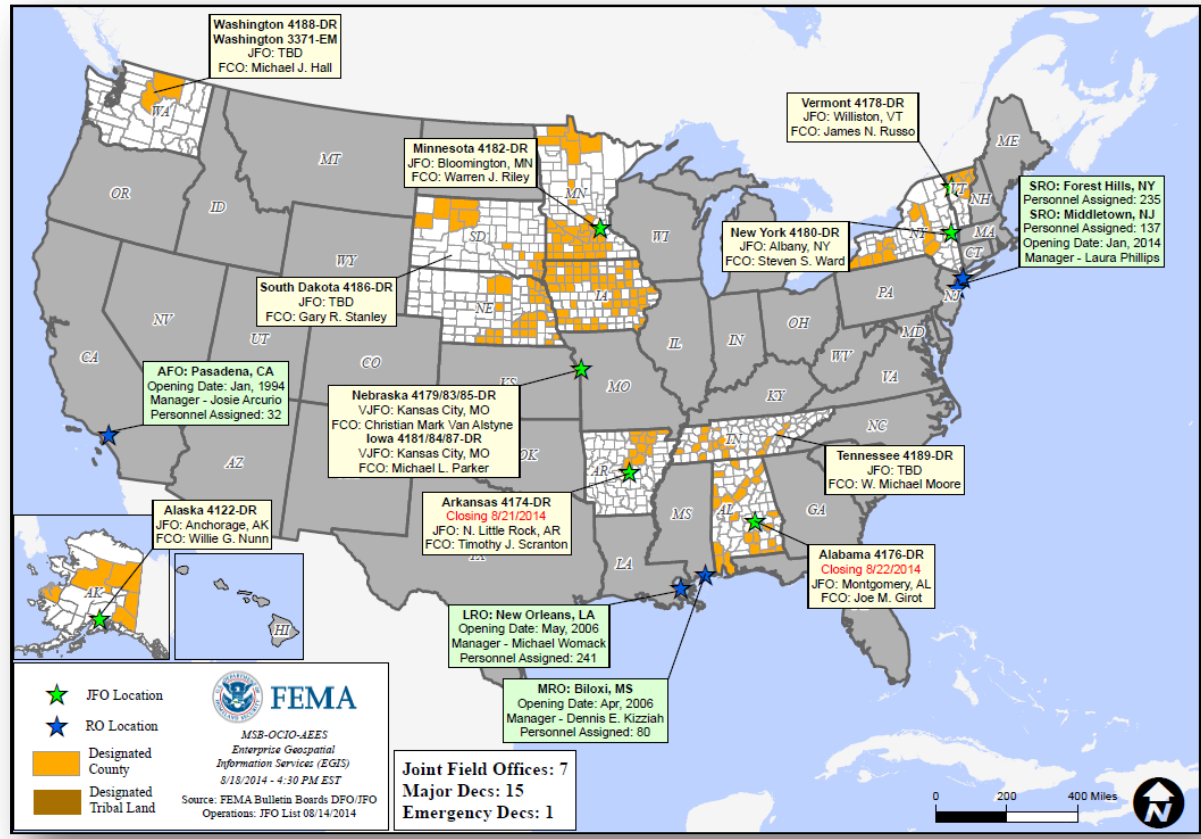 Washington 4188-DR
Washington 3371-EM
JFO: TBD
FCO: Michael J. Hall
Vermont 4178-DR
JFO: Williston, VT
FCO: James N. Russo
Minnesota 4182-DR
JFO: Bloomington, MN
FCO: Warren J. Riley
SRO: Forest Hills, NY
Personnel Assigned: 235
SRO: Middletown, NJ
Personnel Assigned: 137
Opening Date: Jan, 2014
Manager - Laura Phillips
New York 4180-DR
JFO: Albany, NY
FCO: Steven S. Ward
South Dakota 4186-DR
JFO: TBD
FCO: Gary R. Stanley
AFO: Pasadena, CA
Opening Date: Jan, 1994
Manager - Josie Arcurio
Personnel Assigned: 32
Nebraska 4179/83/85-DR
VJFO: Kansas City, MO
FCO: Christian Mark Van Alstyne
Iowa 4181/84/87-DR
VJFO: Kansas City, MO
FCO: Michael L. Parker
Tennessee 4189-DR
JFO: TBD
FCO: W. Michael Moore
Arkansas 4174-DR
Closing 8/21/2014
JFO: N. Little Rock, AR
FCO: Timothy J. Scranton
Alaska 4122-DR
JFO: Anchorage, AK
FCO: Willie G. Nunn
Alabama 4176-DR
Closing 8/22/2014
JFO: Montgomery, AL
FCO: Joe M. Girot
LRO: New Orleans, LA
Opening Date: May, 2006
Manager - Michael Womack
Personnel Assigned: 241
MRO: Biloxi, MS
Opening Date: Apr, 2006
Manager - Dennis E. Kizziah
Personnel Assigned: 80
WA
MT
ME
OR
ID
MN
VT
NH
WI
NY
MA
SD
WY
CT
IA
PA
NJ
NE
NV
UT
OH
IL
IN
MD
CA
CO
WV
VA
KS
MO
KY
NC
AZ
OK
TN
AR
MS
AL
GA
LA
AK
HI
JFO Location
RO Location
Designated
County
Designated
Tribal Land
FEMA
MSB-OCIO-AEES
Enterprise Geospatial
Information Services (EGIS)
8/18/2014 - 4:30 PM EST
Source: FEMA Bulletin Boards DFO/JFO
Operations: JFO List 08/14/2014
Joint Field Offices: 7
Major Decs: 15
Emergency Decs: 1
0 200 400 Miles
N